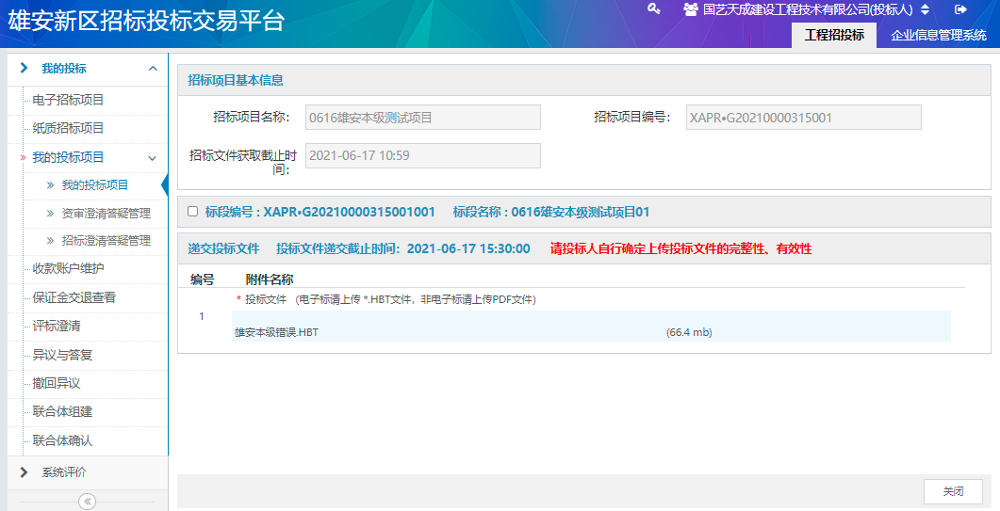 雄安新区招标投标交易平台
国艺天成建设工程技术有限公司(投标人)
工程招投标
企业信息管理系统
我的投标
电子招标项目
纸质招标项目
我的投标项目
我的投标项目
资审澄清答疑管理
招标澄清答疑管理
收款账户维护
保证金交退查看
评标澄清
异议与答复
撤回异议
联合体组建
联合体确认
系统评价
招标项目基本信息
招标项目名称：
0616雄安本级测试项目
招标项目编号：
XAPR•G20210000315001
招标文件获取截止时
间：
2021-06-17 10:59
标段编号 : XAPR•G20210000315001001 标段名称 : 0616雄安本级测试项目01
递交投标文件 投标文件递交截止时间：2021-06-17 15:30:00 请投标人自行确定上传投标文件的完整性、有效性
编号 附件名称
* 投标文件 （电子标请上传 *.HBT文件，非电子标请上传PDF文件）
1
雄安本级错误.HBT (66.4 mb)
关闭